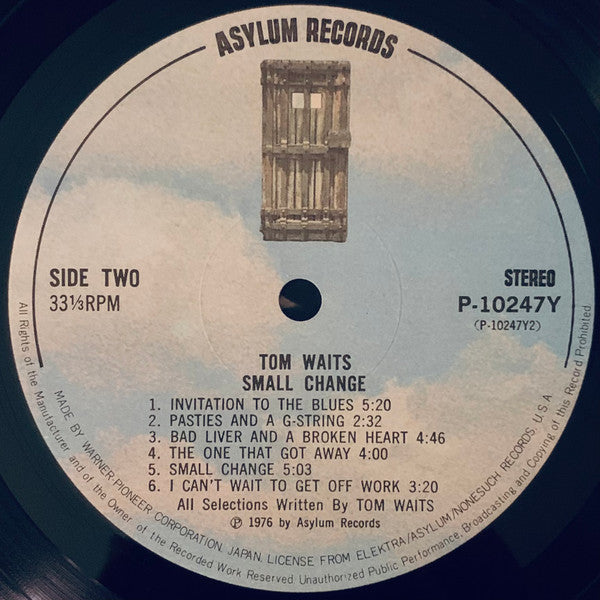 ASYLUM RECORDS
SIDE TWO
33⅓RPM
STEREO
P-10247Y
(P-10247Y2)
TOM WAITS
SMALL CHANGE
1. INVITATION TO THE BLUES 5:20
2. PASTIES AND A G-STRING 2:32
3. BAD LIVER AND A BROKEN HEART 4:46
4. THE ONE THAT GOT AWAY 4:00
5. SMALL CHANGE 5:03
6. I CAN'T WAIT TO GET OFF WORK 3:20
All Selections Written By TOM WAITS
℗ 1976 by Asylum Records
MADE BY WARNER PIONEER CORPORATION, JAPAN, LICENSE FROM ELEKTRA/ASYLUM/NONESUCH RECORDS, U.S.A.
All Rights of the Manufacturer and of the Owner of the Recorded Work Reserved Unauthorized Public Performance, Broadcasting and Copying of this Record Prohibited